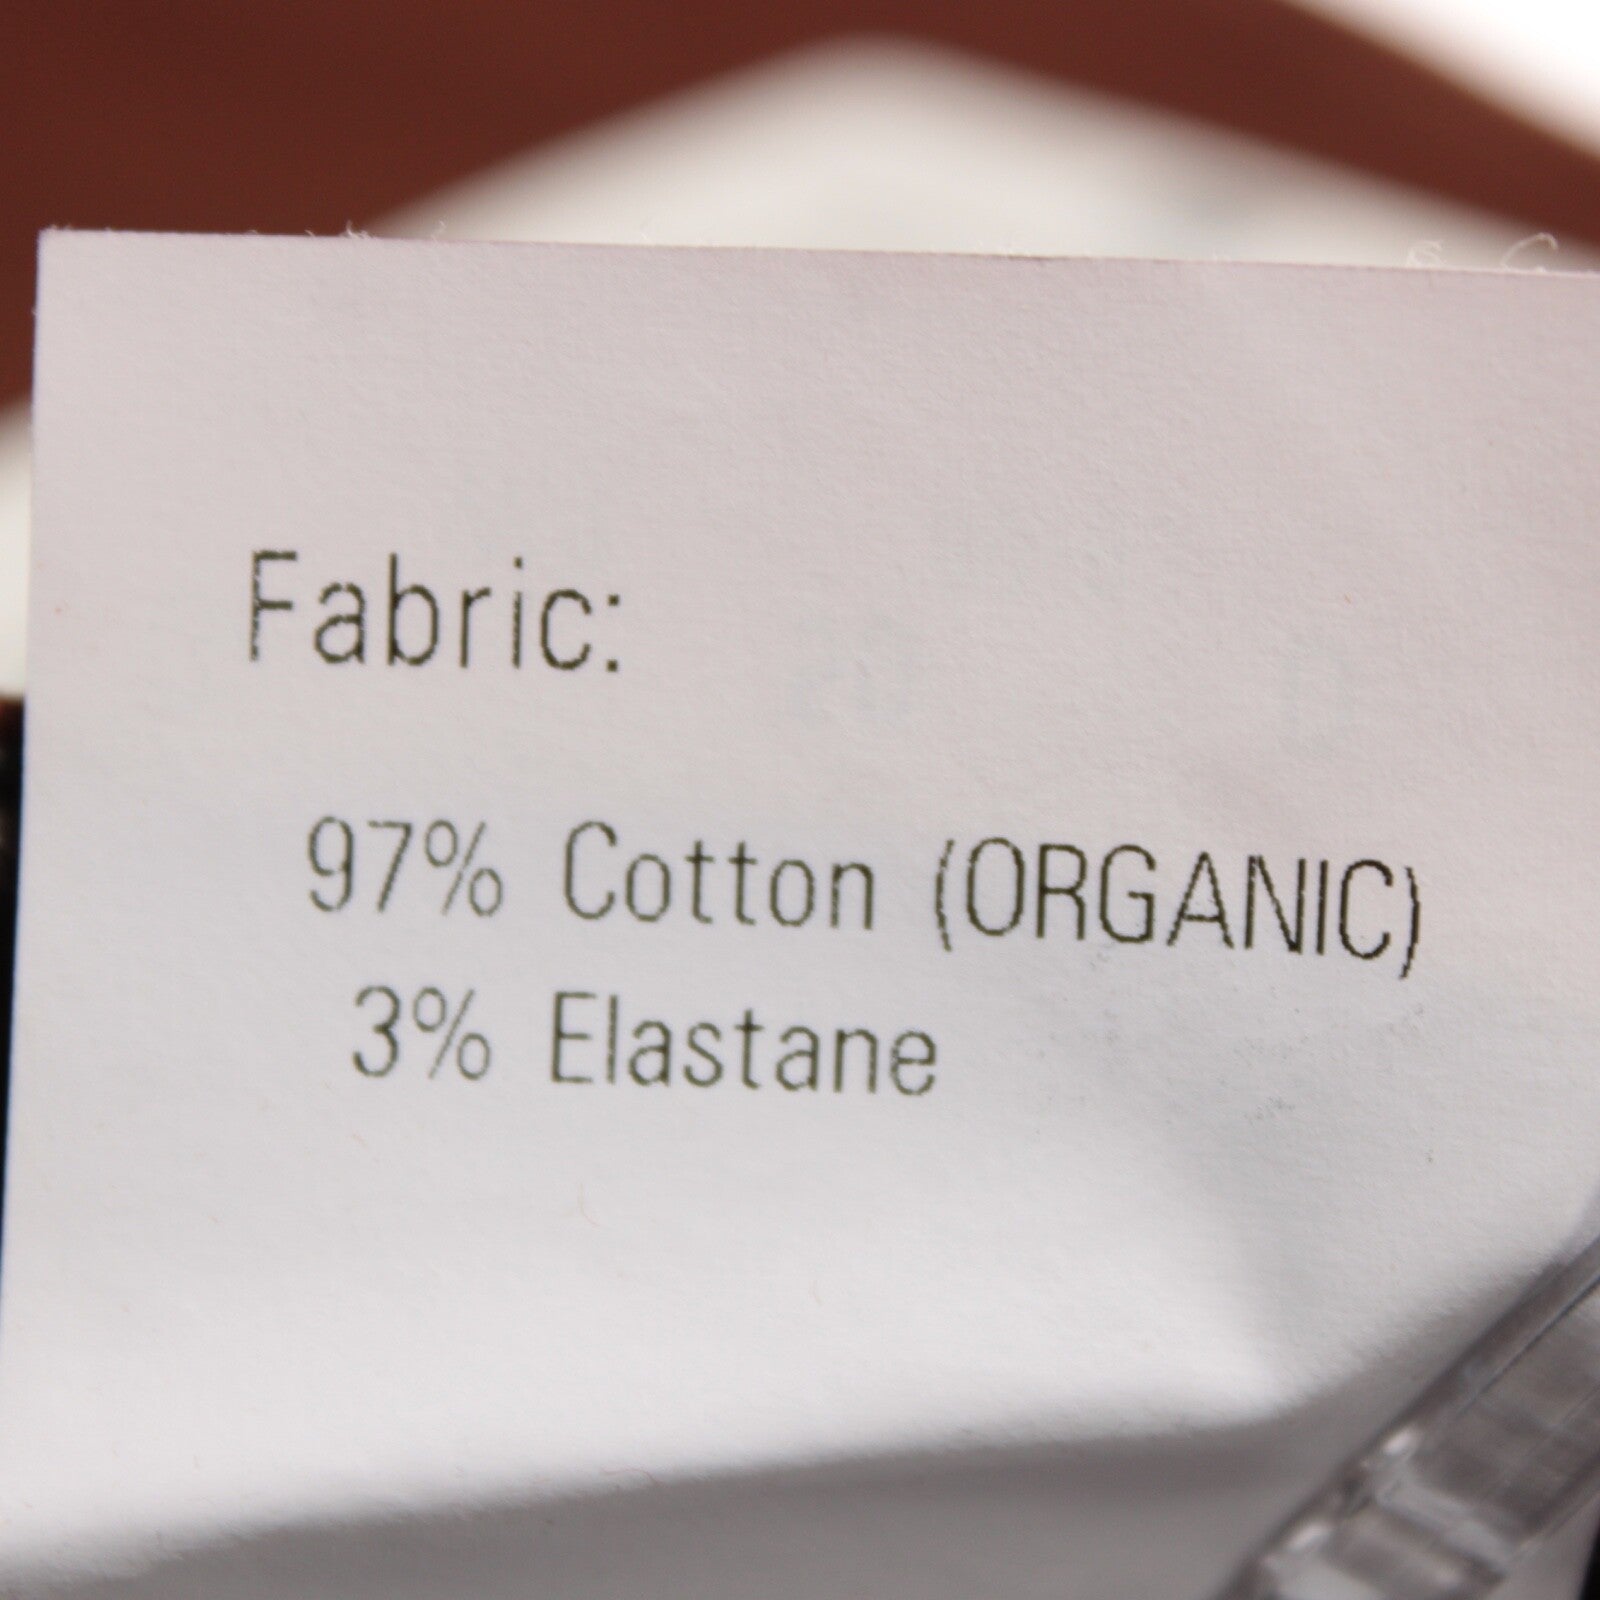 Fabric:
97% Cotton (ORGANIC)
3% Elastane